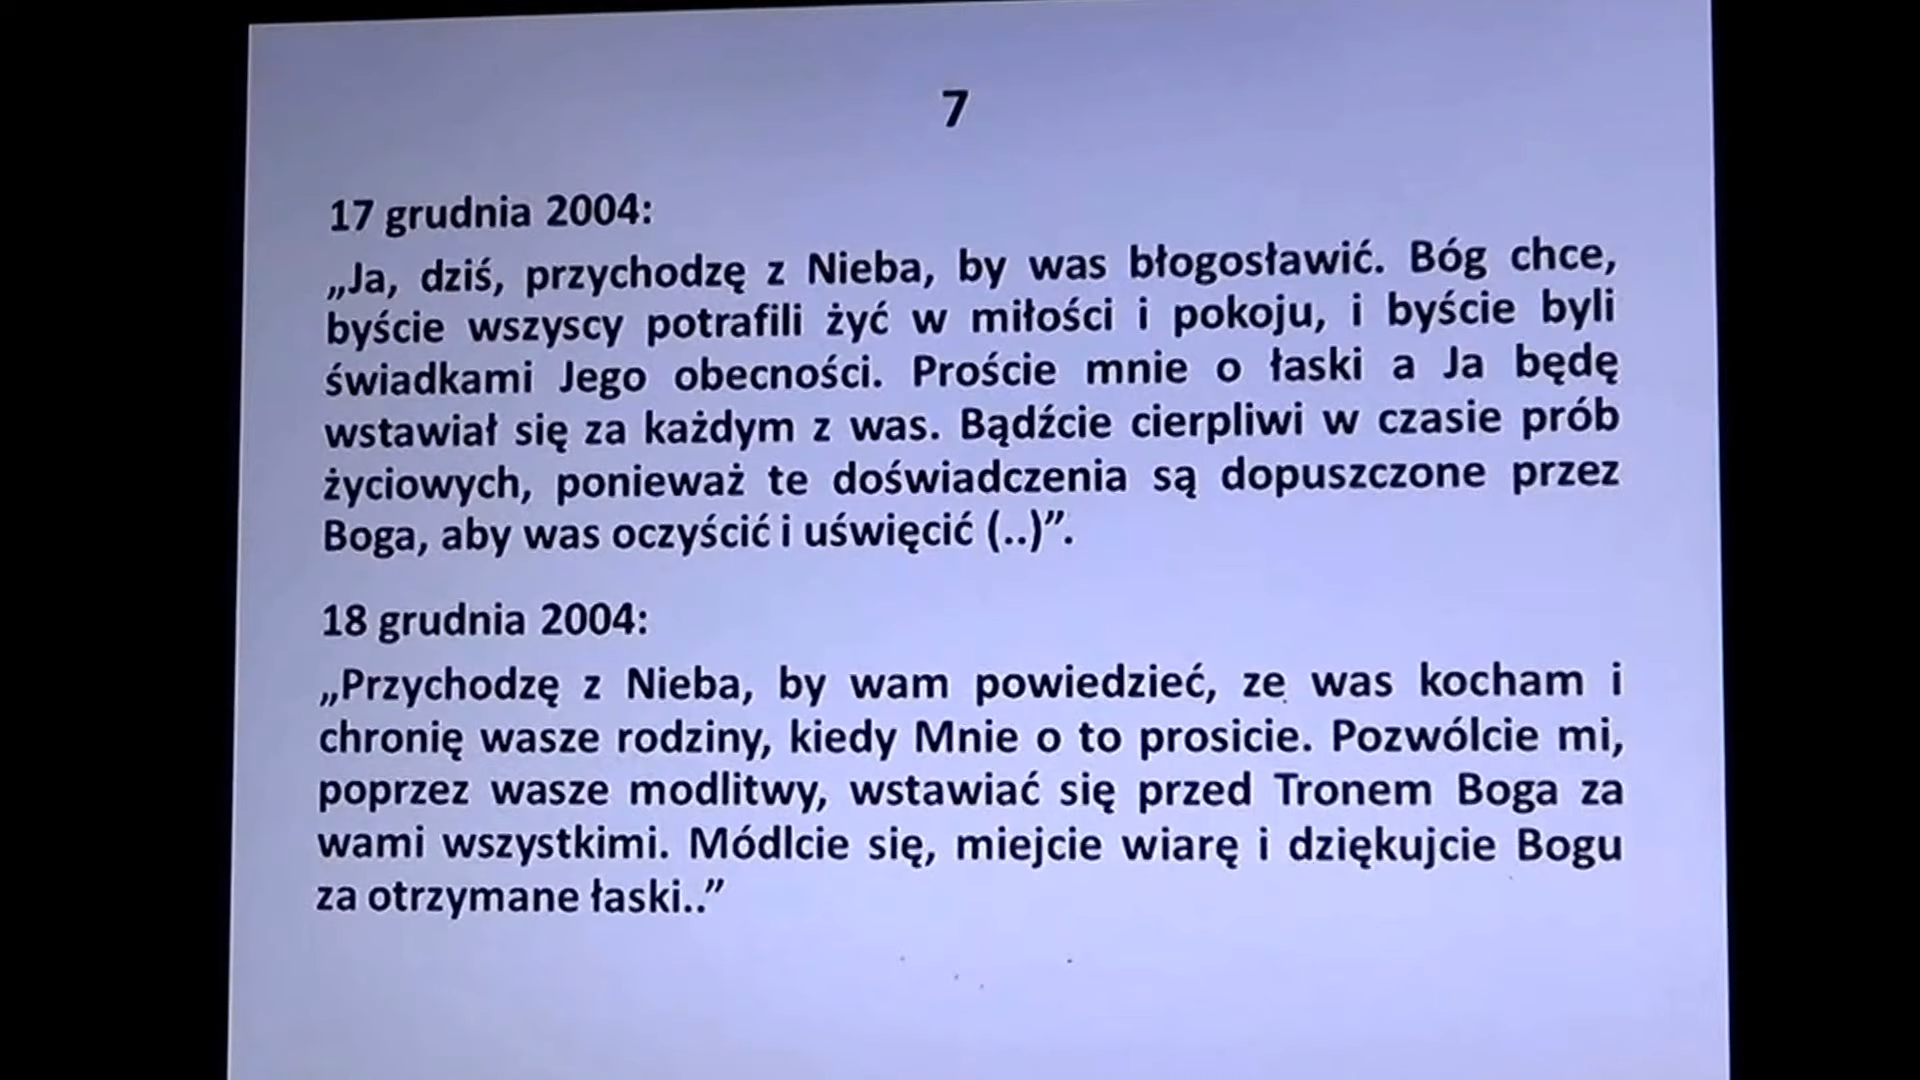 7
17 grudnia 2004:
„Ja, dziś, przychodzę z Nieba, by was błogosławić. Bóg chce,
byście wszyscy potrafili żyć w miłości i pokoju, i byście byli
świadkami Jego obecności. Proście mnie o łaski a Ja będę
wstawiał się za każdym z was. Bądźcie cierpliwi w czasie prób
życiowych, ponieważ te doświadczenia są dopuszczone przez
Boga, aby was oczyścić i uświęcić (..)”.
18 grudnia 2004:
„Przychodzę z Nieba, by wam powiedzieć, ze was kocham i
chronię wasze rodziny, kiedy Mnie o to prosicie. Pozwólcie mi,
poprzez wasze modlitwy, wstawiać się przed Tronem Boga za
wami wszystkimi. Módlcie się, miejcie wiarę i dziękujcie Bogu
za otrzymane łaski..”